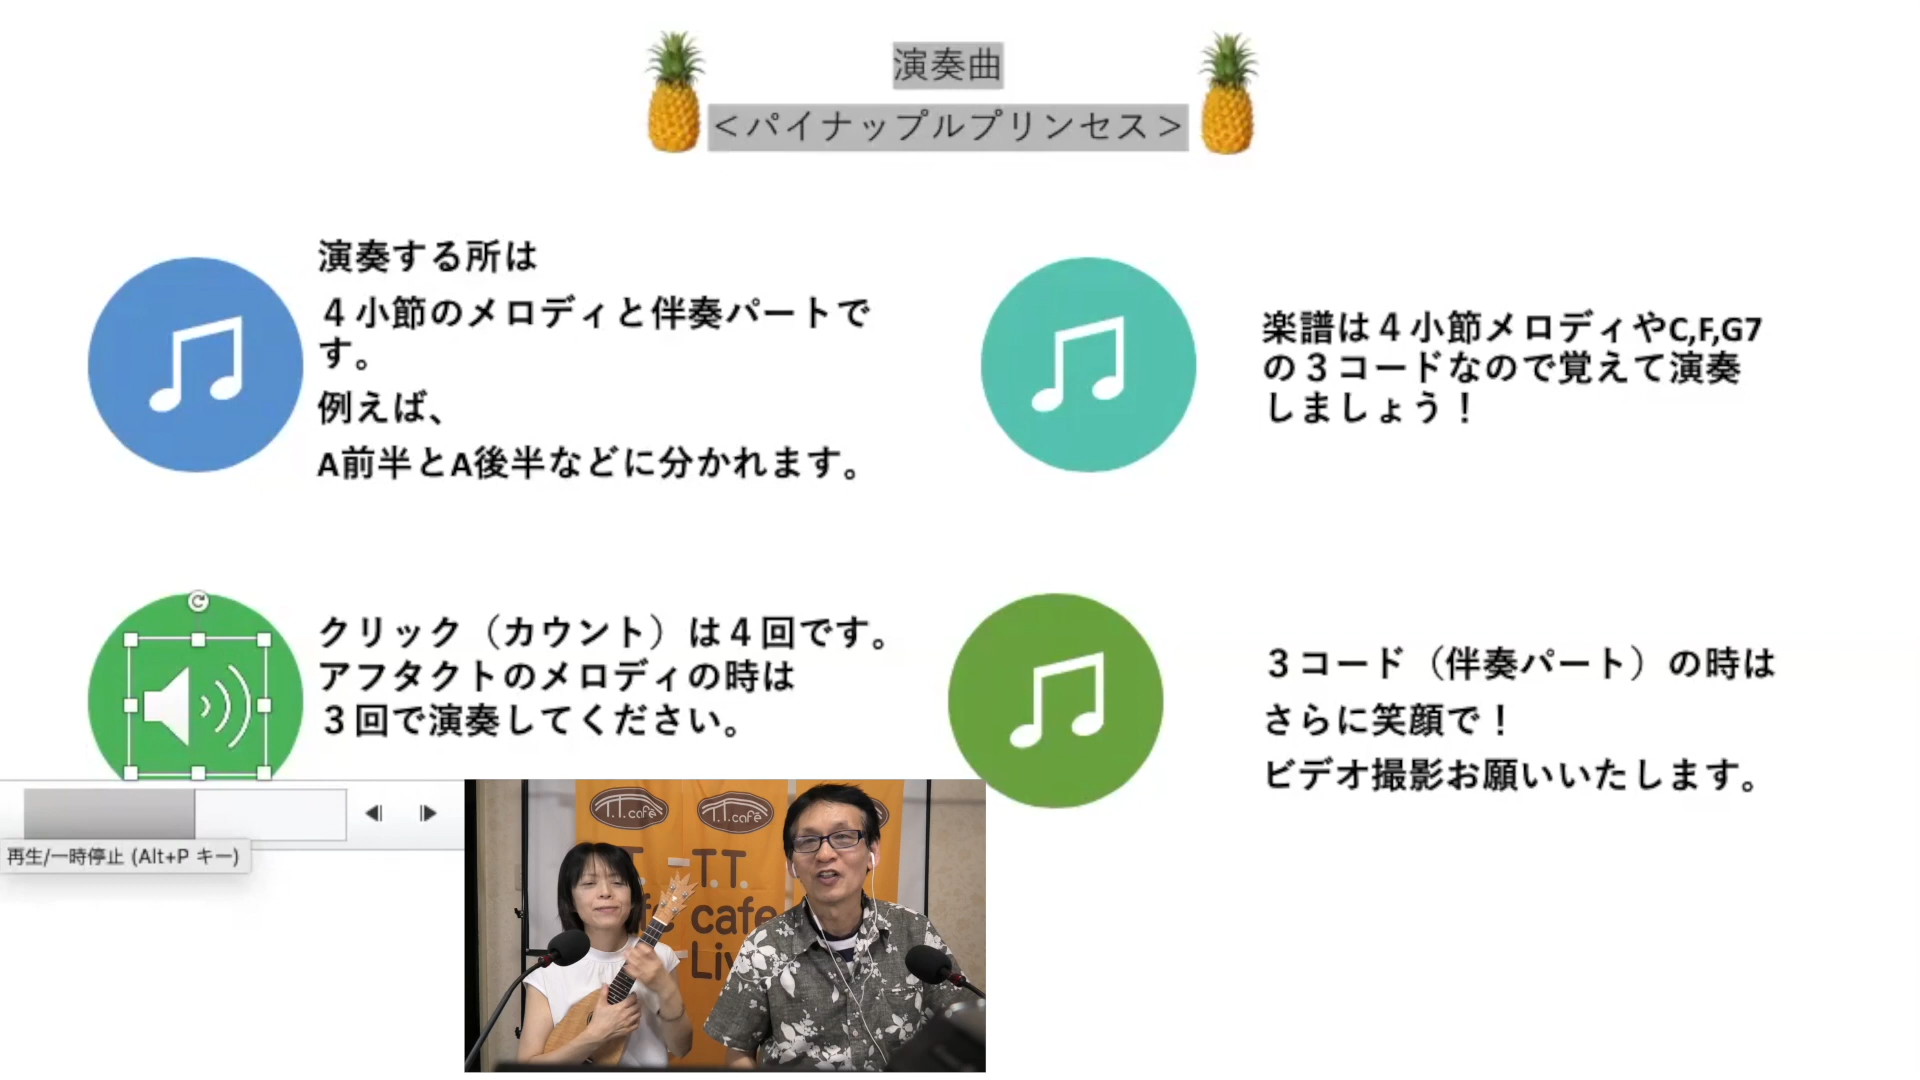 演奏曲
＜パイナップルプリンセス＞
演奏する所は
４小節のメロディと伴奏パートで
す。
例えば、
A前半とA後半などに分かれます。
楽譜は４小節メロディやC,F,G7
の３コードなので覚えて演奏
しましょう！
クリック（カウント）は４回です。
アフタクトのメロディの時は
３回で演奏してください。
３コード（伴奏パート）の時は
さらに笑顔で！
ビデオ撮影お願いいたします。
再生/一時停止 (Alt+P キー)
T.T.café
T.T.café
T.T.
cafe
Liv